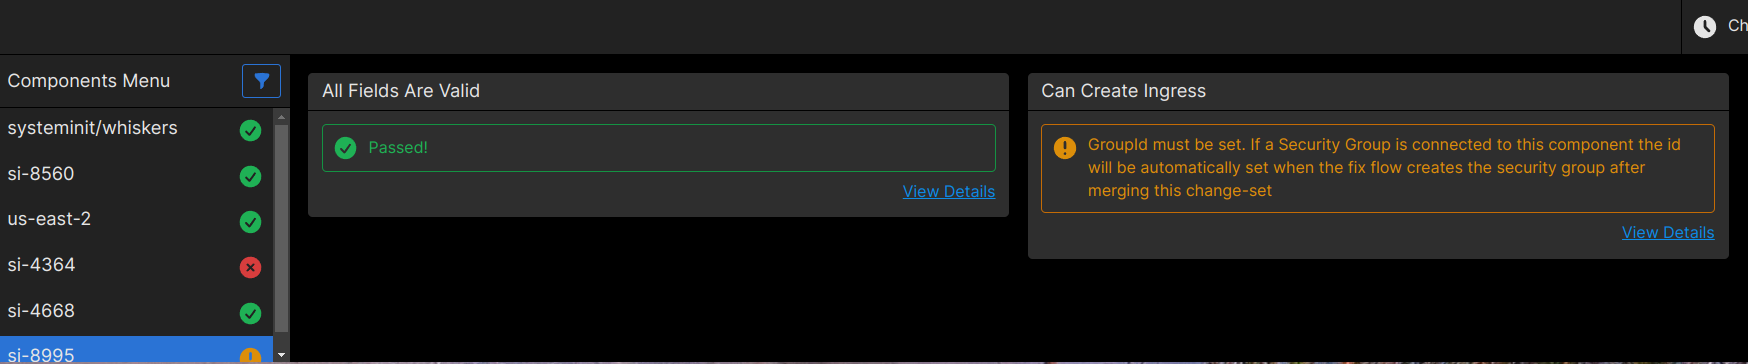 Ch
Components Menu
systeminit/whiskers
si-8560
us-east-2
si-4364
si-4668
si-8995
All Fields Are Valid
Passed!
View Details
Can Create Ingress
GroupId must be set. If a Security Group is connected to this component the id
will be automatically set when the fix flow creates the security group after
merging this change-set
View Details